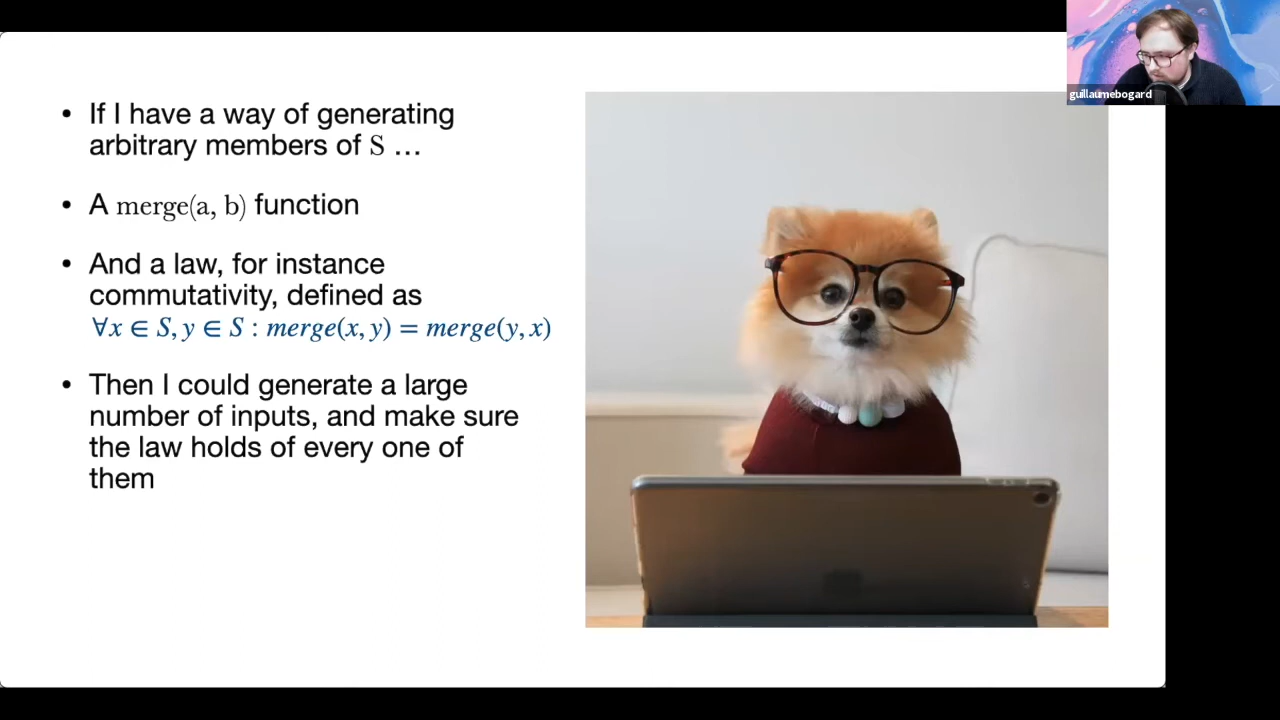 • If I have a way of generating
arbitrary members of S …
• A merge(a, b) function
• And a law, for instance
commutativity, defined as
∀x ∈ S, y ∈ S : merge(x, y) = merge(y, x)
• Then I could generate a large
number of inputs, and make sure
the law holds of every one of
them
guillaumebogard